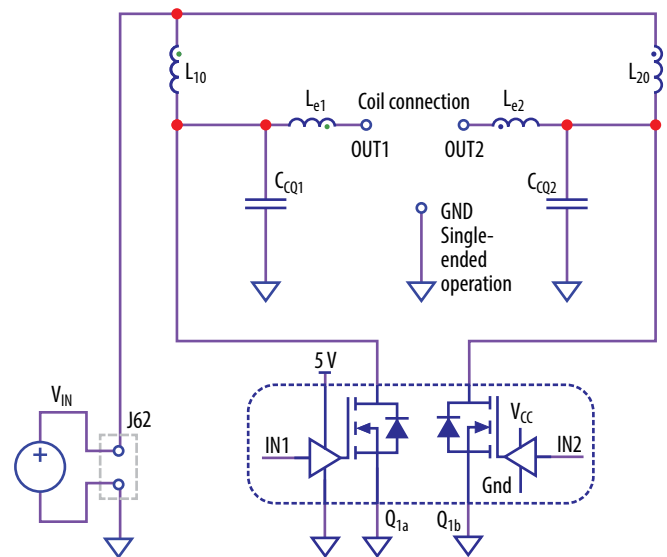 L10
L20
Le1
Coil connection
Le2
OUT1
OUT2
CCQ1
CCQ2
GND
Single-
ended
operation
5 V
VIN
J62
VCC
IN1
IN2
Gnd
Q1a
Q1b